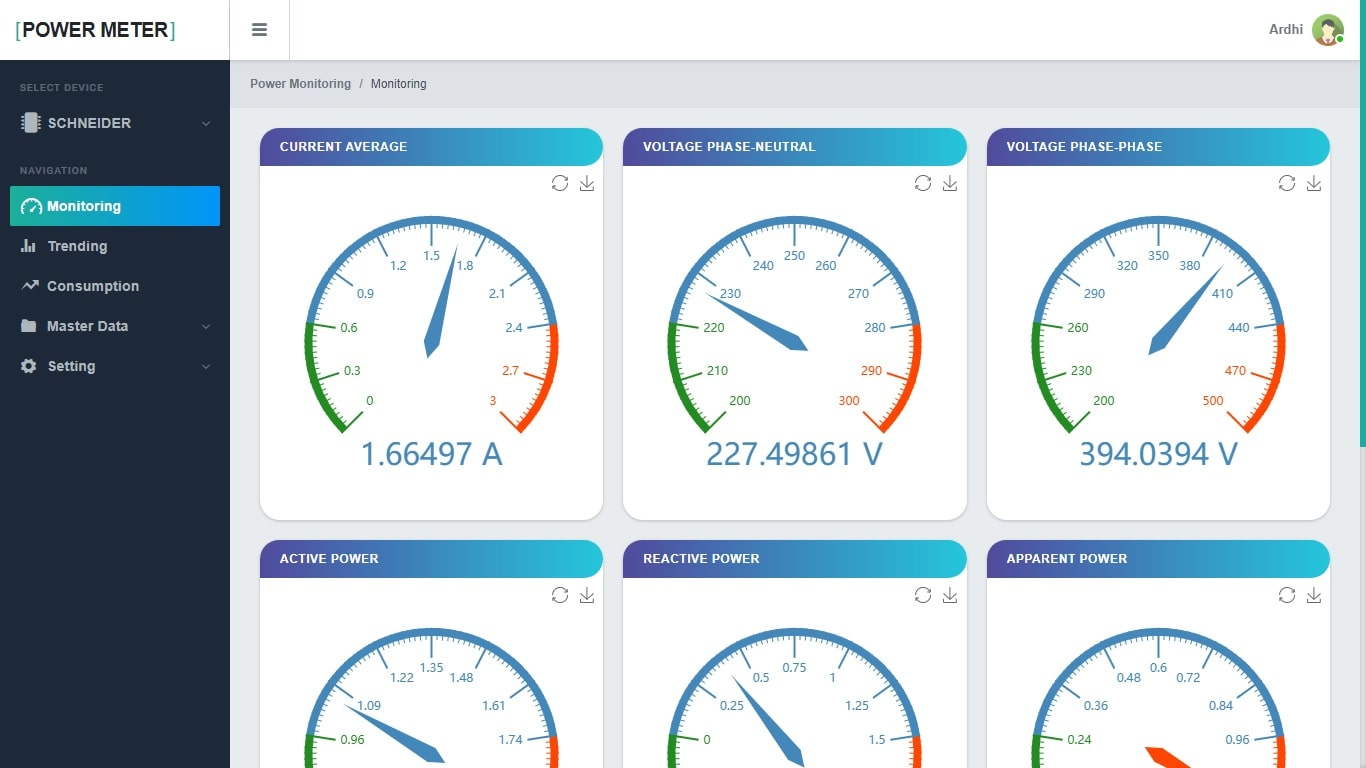 [POWER METER]
Ardhi
SELECT DEVICE
SCHNEIDER
NAVIGATION
Monitoring
Trending
Consumption
Master Data
Setting
Power Monitoring / Monitoring
CURRENT AVERAGE
0
0.3
0.6
0.9
1.2
1.5
1.8
2.1
2.4
2.7
3
1.66497 A
VOLTAGE PHASE-NEUTRAL
200
210
220
230
240
250
260
270
280
290
300
227.49861 V
VOLTAGE PHASE-PHASE
200
230
260
290
320
350
380
410
440
470
500
394.0394 V
ACTIVE POWER
0.96
1.09
1.22
1.35
1.48
1.61
1.74
REACTIVE POWER
0
0.25
0.5
0.75
1
1.25
1.5
APPARENT POWER
0.24
0.36
0.48
0.6
0.72
0.84
0.96